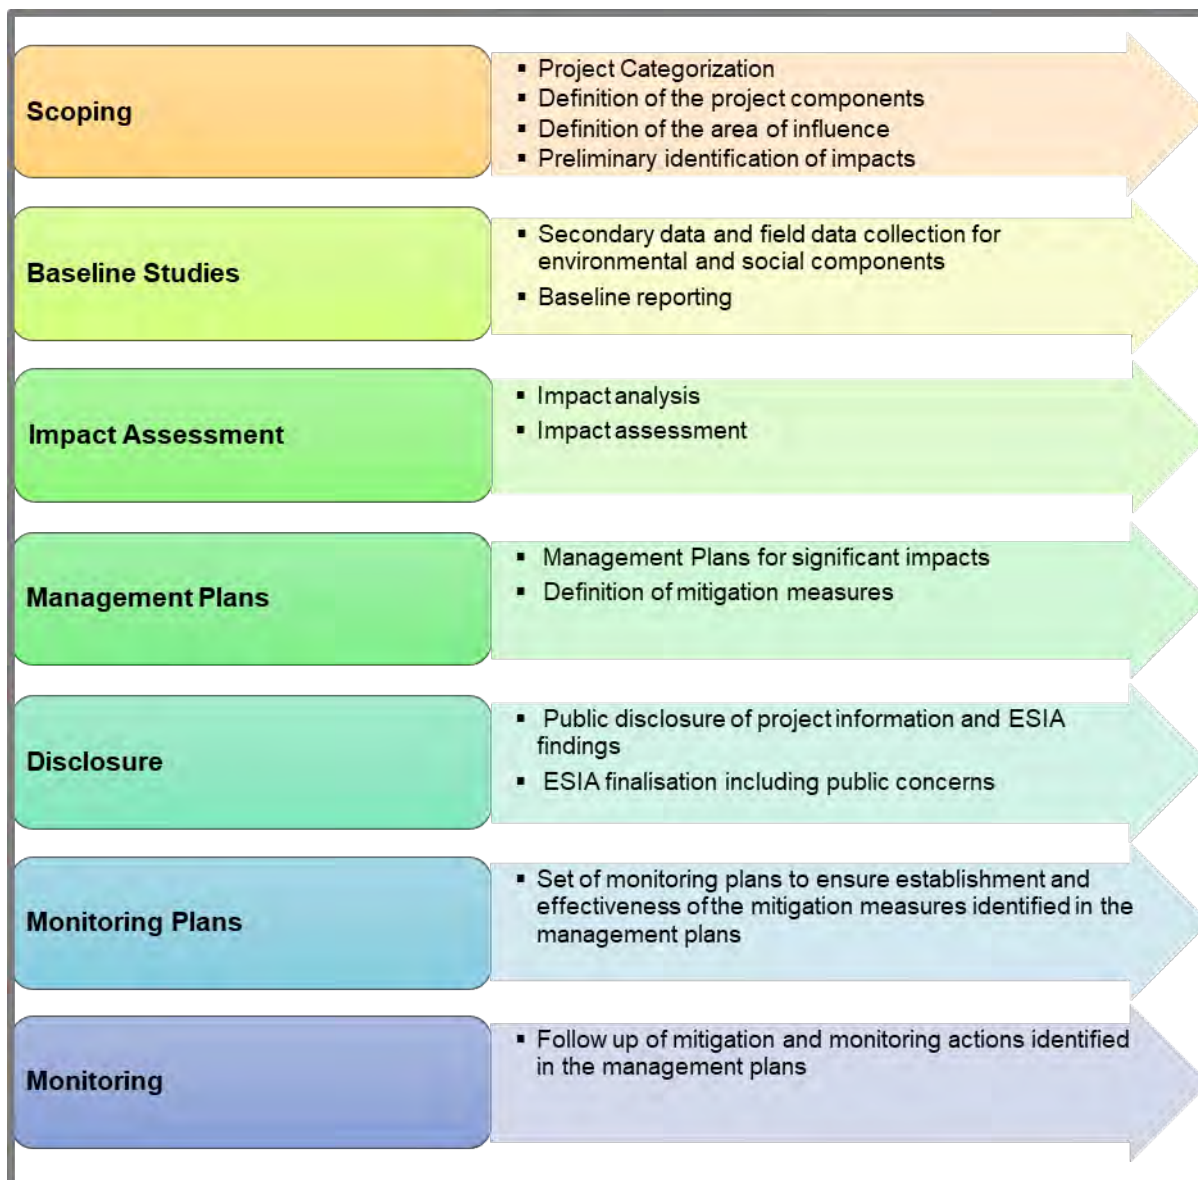 Scoping
▪ Project Categorization
▪ Definition of the project components
▪ Definition of the area of influence
▪ Preliminary identification of impacts
Baseline Studies
▪ Secondary data and field data collection for
environmental and social components
▪ Baseline reporting
Impact Assessment
▪ Impact analysis
▪ Impact assessment
Management Plans
▪ Management Plans for significant impacts
▪ Definition of mitigation measures
Disclosure
▪ Public disclosure of project information and ESIA
findings
▪ ESIA finalisation including public concerns
Monitoring Plans
▪ Set of monitoring plans to ensure establishment and
effectiveness of the mitigation measures identified in the
management plans
Monitoring
▪ Follow up of mitigation and monitoring actions identified
in the management plans